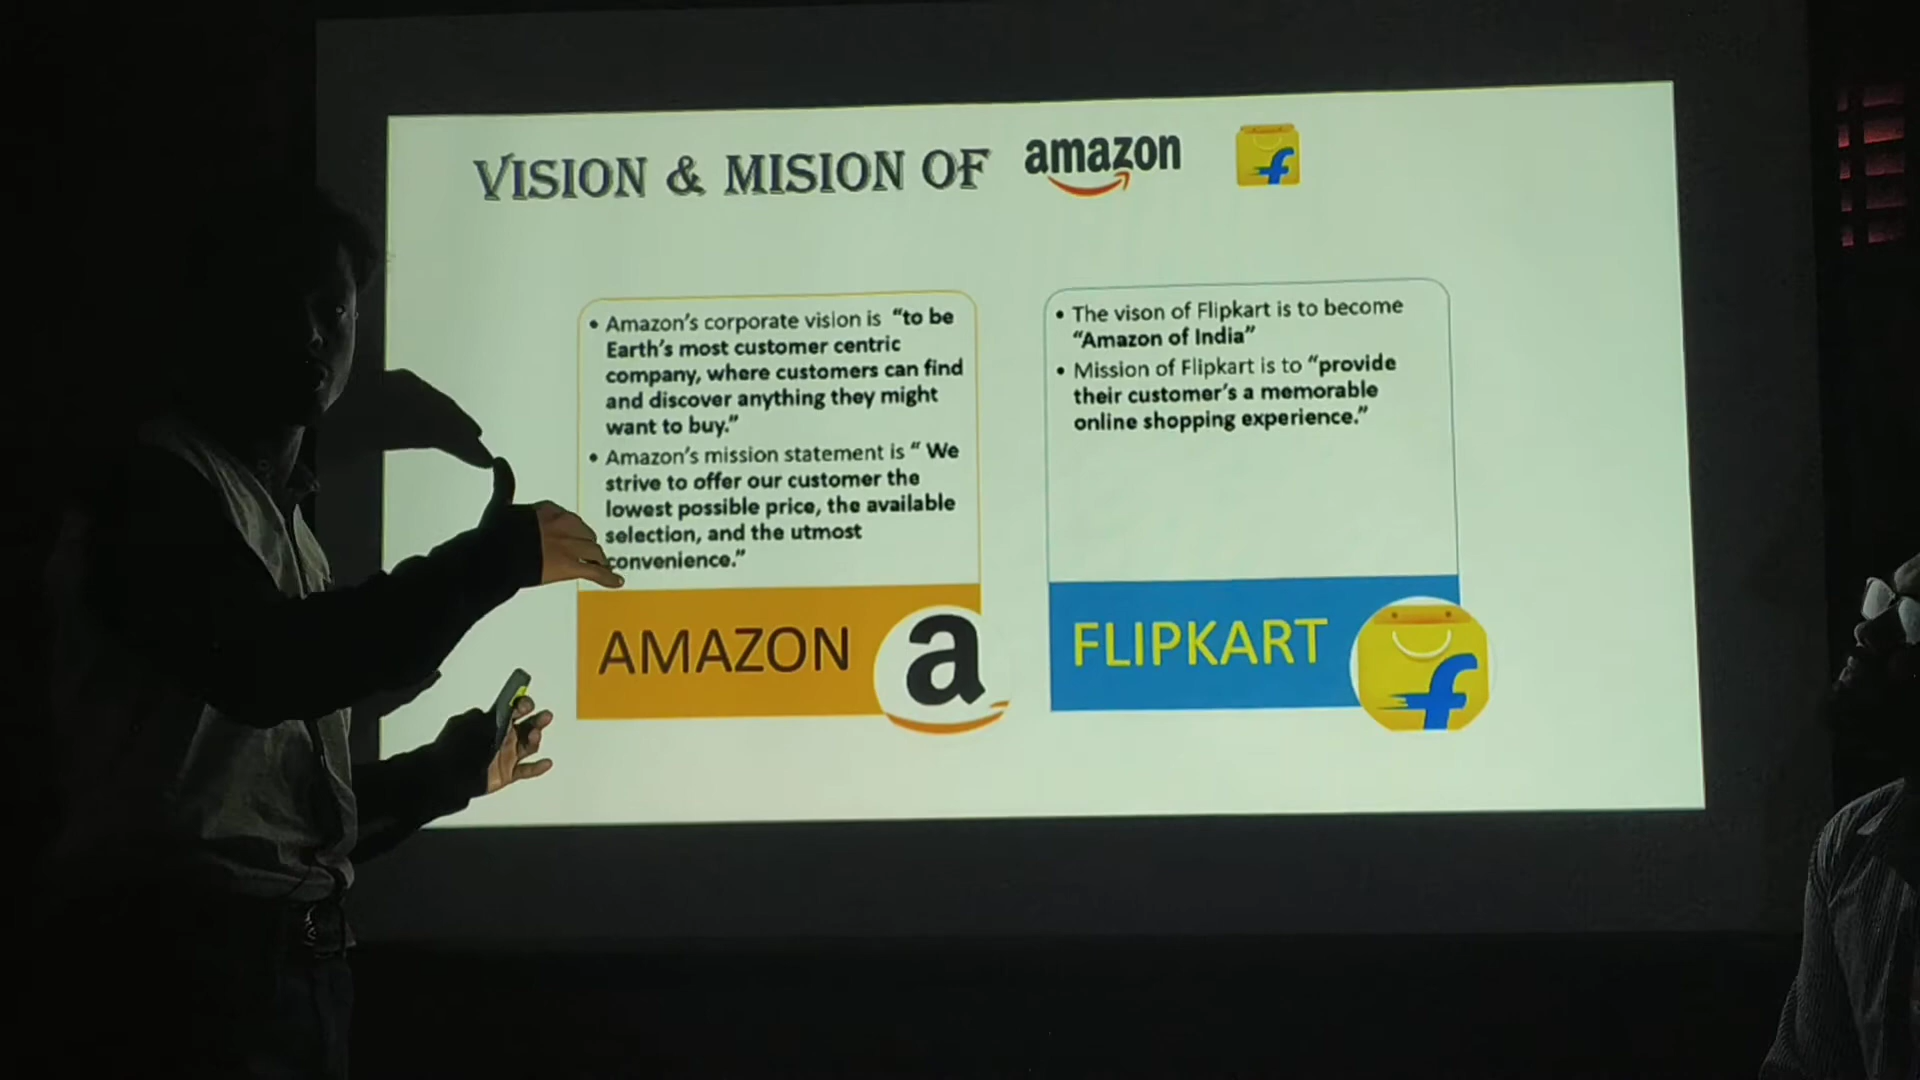 VISION & MISION OF amazon
• Amazon's corporate vision is “to be
Earth's most customer centric
company, where customers can find
and discover anything they might
want to buy.”
• Amazon's mission statement is “ We
strive to offer our customer the
lowest possible price, the available
selection, and the utmost
convenience.”
AMAZON
a
• The vison of Flipkart is to become
“Amazon of India”
• Mission of Flipkart is to “provide
their customer's a memorable
online shopping experience.”
FLIPKART
f